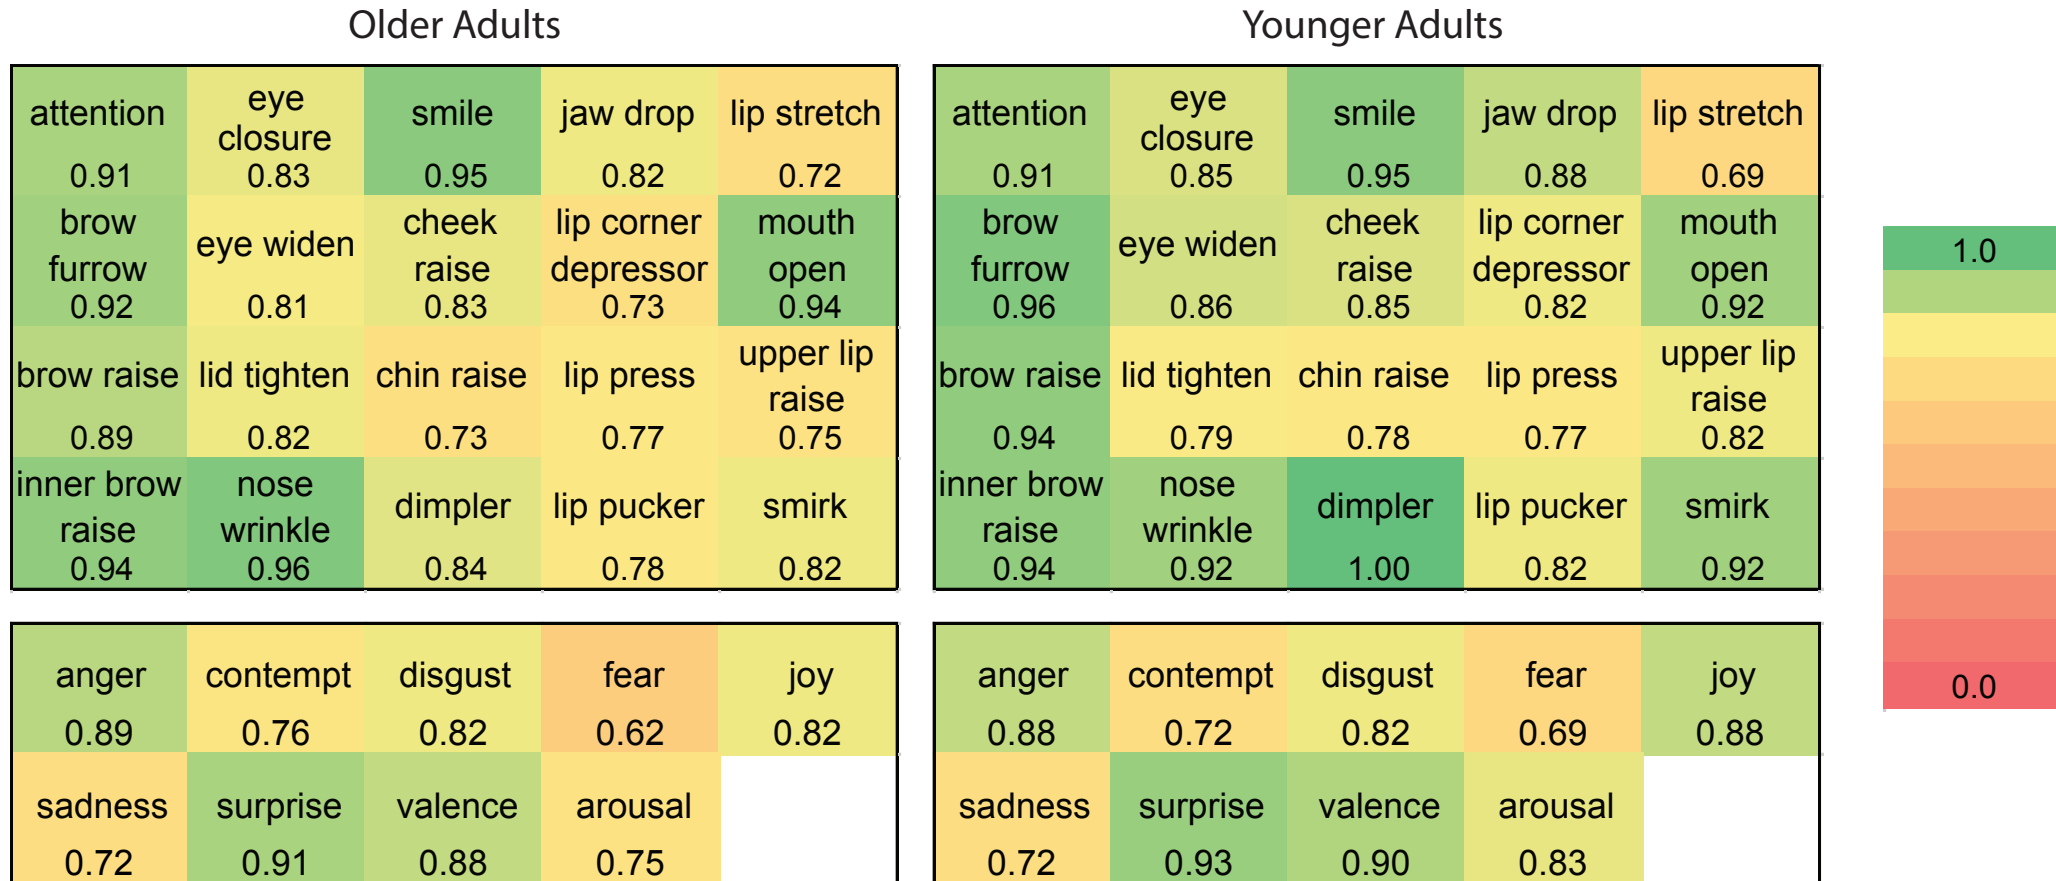 Older Adults
attention
0.91
eye
closure
0.83
smile
0.95
jaw drop
0.82
lip stretch
0.72
brow
furrow
0.92
eye widen
0.81
cheek
raise
0.83
lip corner
depressor
0.73
mouth
open
0.94
brow raise
0.89
lid tighten
0.82
chin raise
0.73
lip press
0.77
upper lip
raise
0.75
inner brow
raise
0.94
nose
wrinkle
0.96
dimpler
0.84
lip pucker
0.78
smirk
0.82
anger
0.89
contempt
0.76
disgust
0.82
fear
0.62
joy
0.82
sadness
0.72
surprise
0.91
valence
0.88
arousal
0.75
Younger Adults
attention
0.91
eye
closure
0.85
smile
0.95
jaw drop
0.88
lip stretch
0.69
brow
furrow
0.96
eye widen
0.86
cheek
raise
0.85
lip corner
depressor
0.82
mouth
open
0.92
brow raise
0.94
lid tighten
0.79
chin raise
0.78
lip press
0.77
upper lip
raise
0.82
inner brow
raise
0.94
nose
wrinkle
0.92
dimpler
1.00
lip pucker
0.82
smirk
0.92
anger
0.88
contempt
0.72
disgust
0.82
fear
0.69
joy
0.88
sadness
0.72
surprise
0.93
valence
0.90
arousal
0.83
1.0
0.0